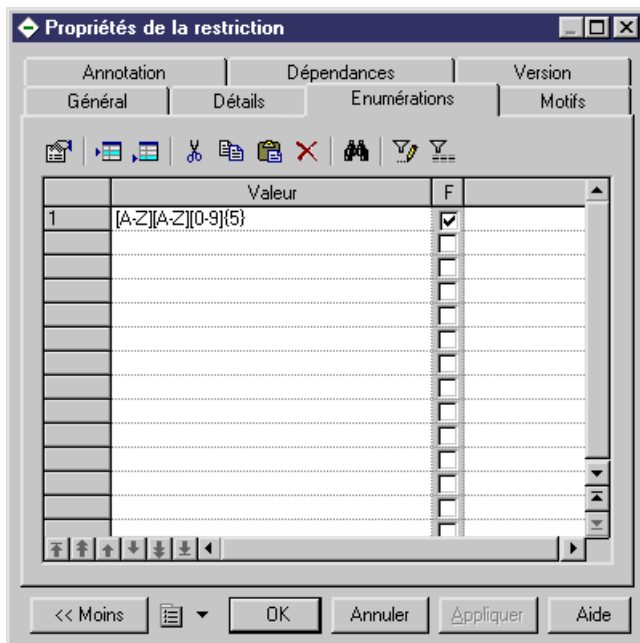 Propriétés de la restriction
Annotation Dépendances Version
Général Détails Enumérations Motifs
Valeur F
1 [A-Z][A-Z][0-9]{5}
<< Moins OK Annuler Appliquer Aide